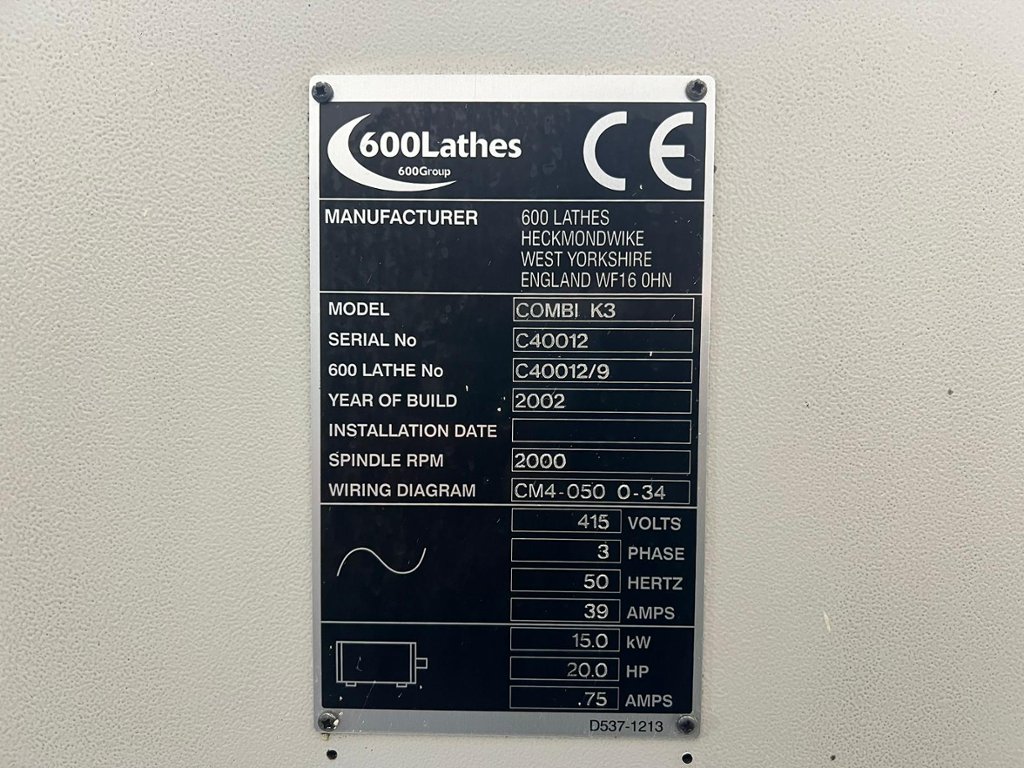 600Lathes
600Group
CE
MANUFACTURER 600 LATHES
HECKMONDWIKE
WEST YORKSHIRE
ENGLAND WF16 0HN
MODEL COMBI K3
SERIAL No C40012
600 LATHE No C40012/9
YEAR OF BUILD 2002
INSTALLATION DATE
SPINDLE RPM 2000
WIRING DIAGRAM CM4-050 0-34
415 VOLTS
3 PHASE
50 HERTZ
39 AMPS
15.0 kW
20.0 HP
.75 AMPS
D537-1213